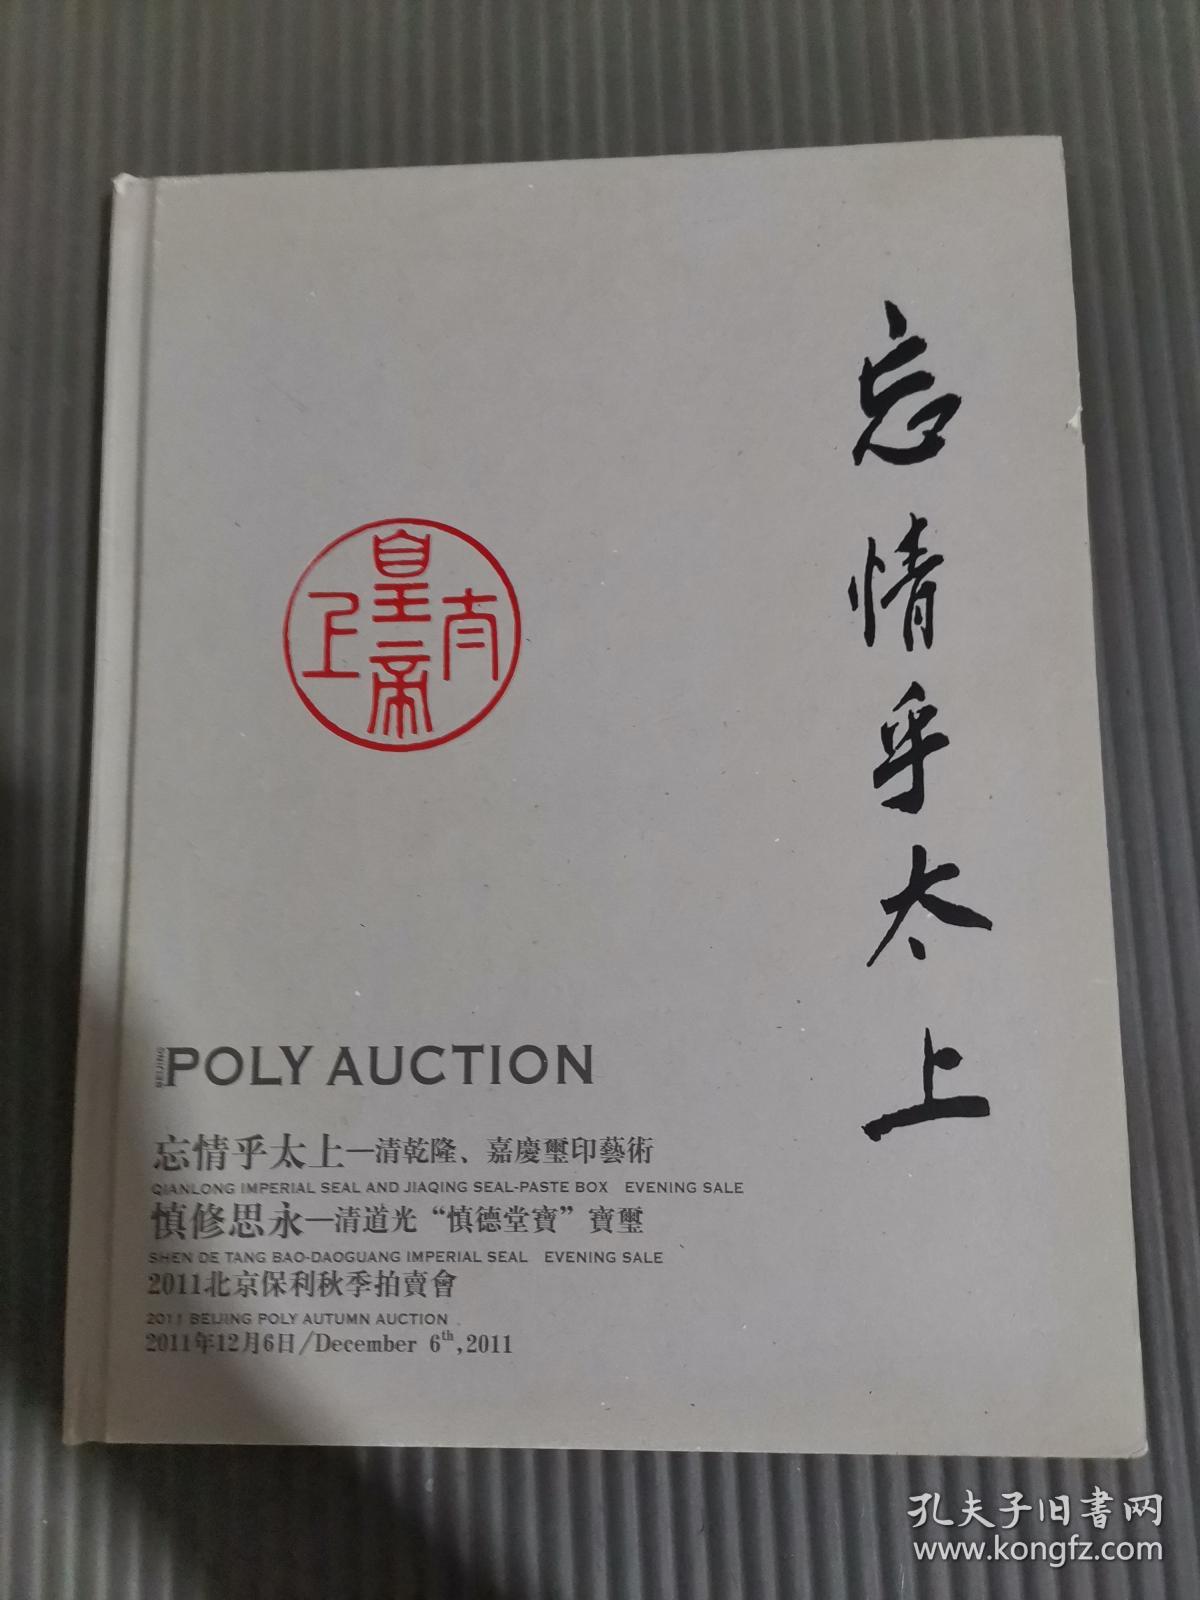 忘情乎太上
太上皇帝
BEIJING
POLY AUCTION
忘情乎太上—清乾隆、嘉慶璽印藝術
QIANLONG IMPERIAL SEAL AND JIAQING SEAL-PASTE BOX EVENING SALE
慎修思永—清道光“慎德堂寶”寶璽
SHEN DE TANG BAO-DAOGUANG IMPERIAL SEAL EVENING SALE
2011北京保利秋季拍賣會
2011 BEIJING POLY AUTUMN AUCTION
2011年12月6日/December 6th,2011
孔夫子旧书网
www.kongfz.com